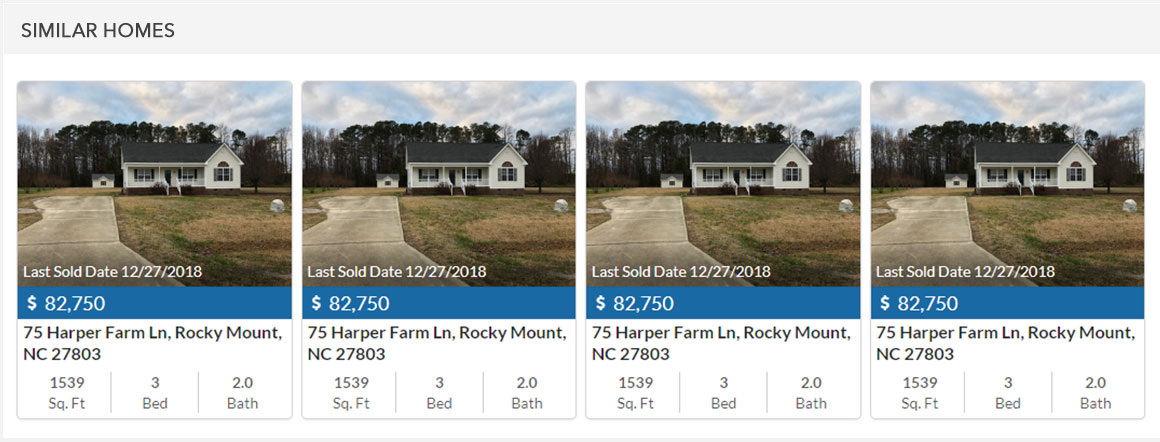 SIMILAR HOMES
Last Sold Date 12/27/2018
$ 82,750
75 Harper Farm Ln, Rocky Mount,
NC 27803
1539 3 2.0
Sq. Ft Bed Bath
Last Sold Date 12/27/2018
$ 82,750
75 Harper Farm Ln, Rocky Mount,
NC 27803
1539 3 2.0
Sq. Ft Bed Bath
Last Sold Date 12/27/2018
$ 82,750
75 Harper Farm Ln, Rocky Mount,
NC 27803
1539 3 2.0
Sq. Ft Bed Bath
Last Sold Date 12/27/2018
$ 82,750
75 Harper Farm Ln, Rocky Mount,
NC 27803
1539 3 2.0
Sq. Ft Bed Bath